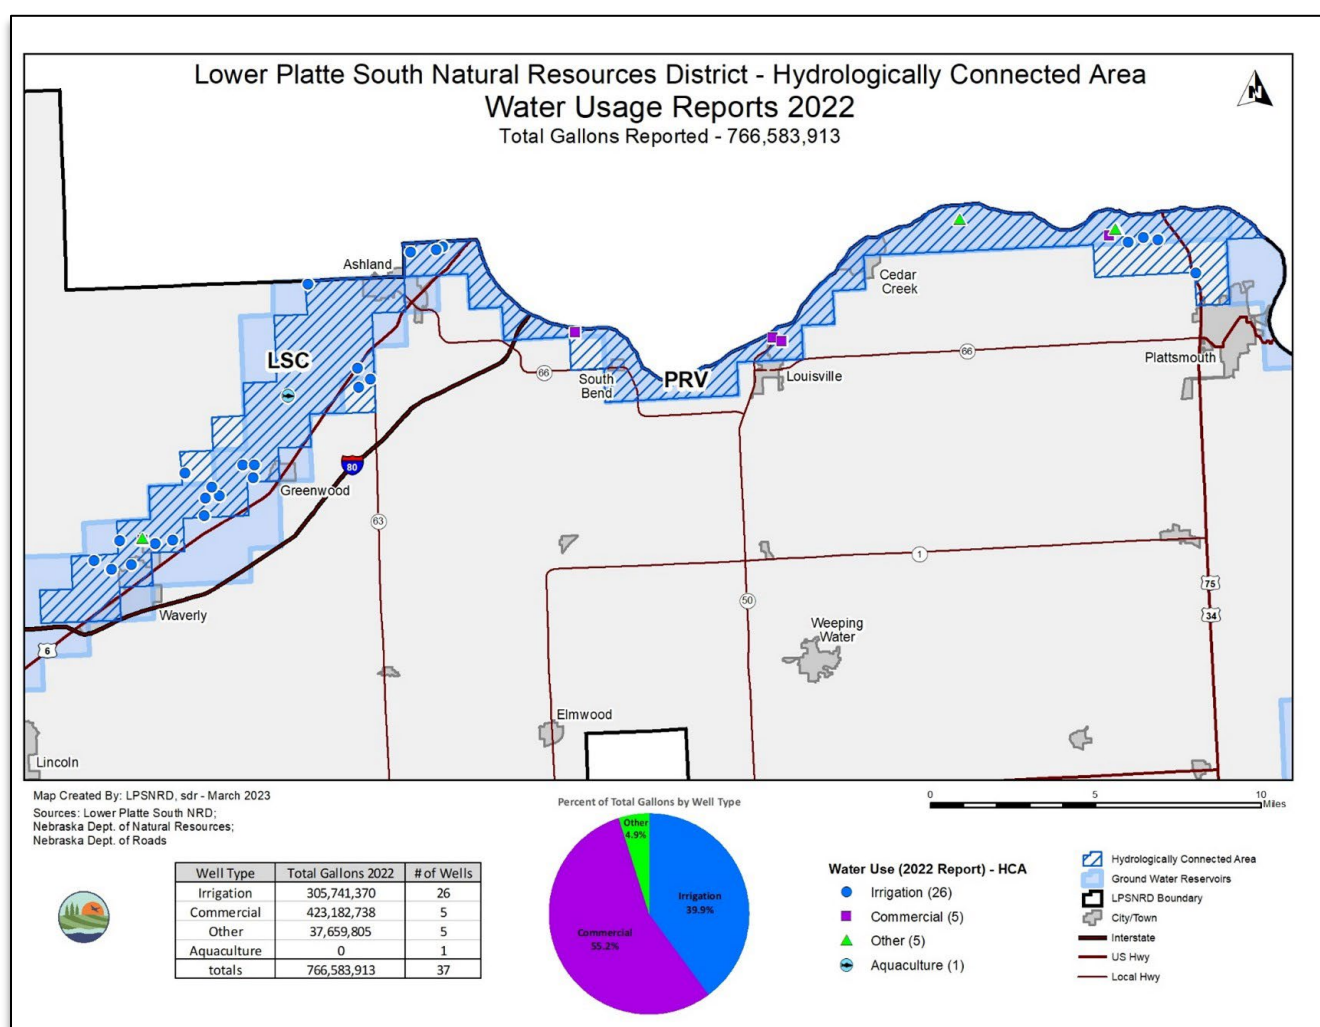 Lower Platte South Natural Resources District - Hydrologically Connected Area
Water Usage Reports 2022
Total Gallons Reported - 766,583,913
N
Ashland
LSC
Cedar
Creek
66
South
Bend
PRV
Louisville
66
Plattsmouth
80
Greenwood
63
1
75
34
50
Waverly
6
Weeping
Water
Elmwood
Lincoln
Map Created By: LPSNRD, sdr - March 2023
Sources: Lower Platte South NRD;
Nebraska Dept. of Natural Resources;
Nebraska Dept. of Roads
Well Type Total Gallons 2022 # of Wells
Irrigation 305,741,370 26
Commercial 423,182,738 5
Other 37,659,805 5
Aquaculture 0 1
totals 766,583,913 37
Percent of Total Gallons by Well Type
Other
4.9%
Irrigation
39.9%
Commercial
55.2%
0 5 10
Miles
Water Use (2022 Report) - HCA
Irrigation (26)
Commercial (5)
Other (5)
Aquaculture (1)
Hydrologically Connected Area
Ground Water Reservoirs
LPSNRD Boundary
City/Town
Interstate
US Hwy
Local Hwy